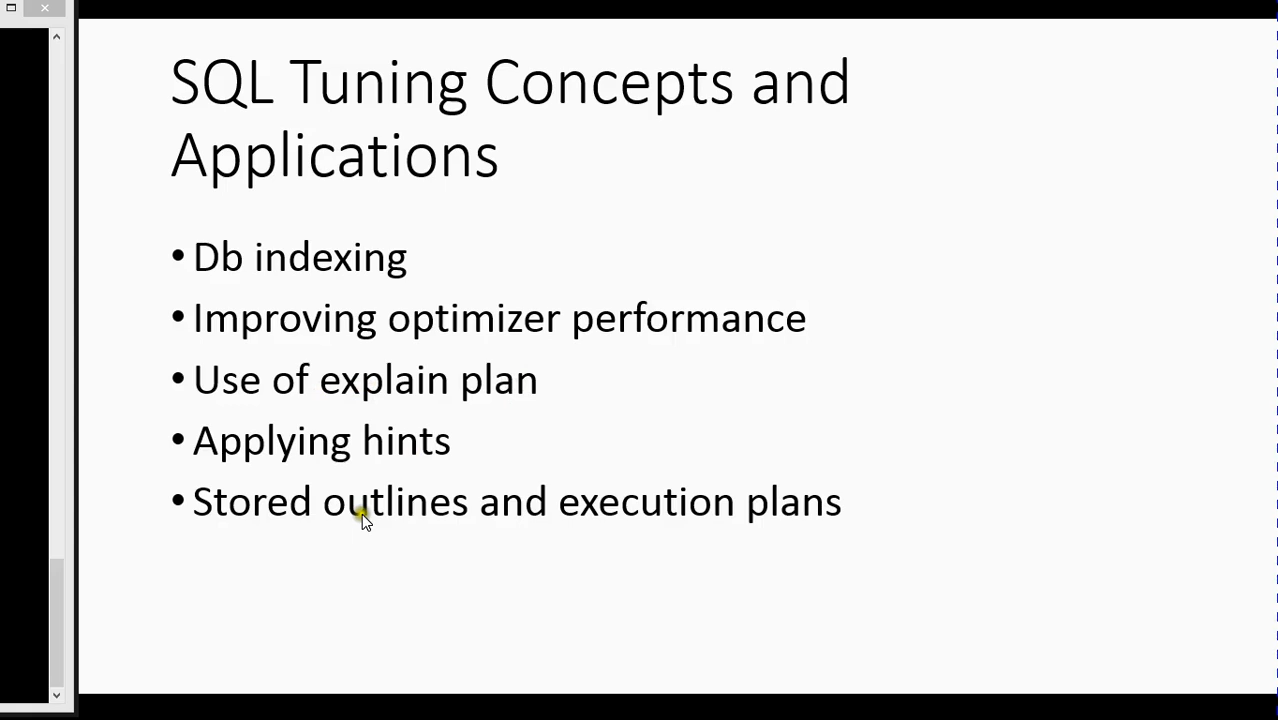 SQL Tuning Concepts and
Applications
• Db indexing
• Improving optimizer performance
• Use of explain plan
• Applying hints
• Stored outlines and execution plans